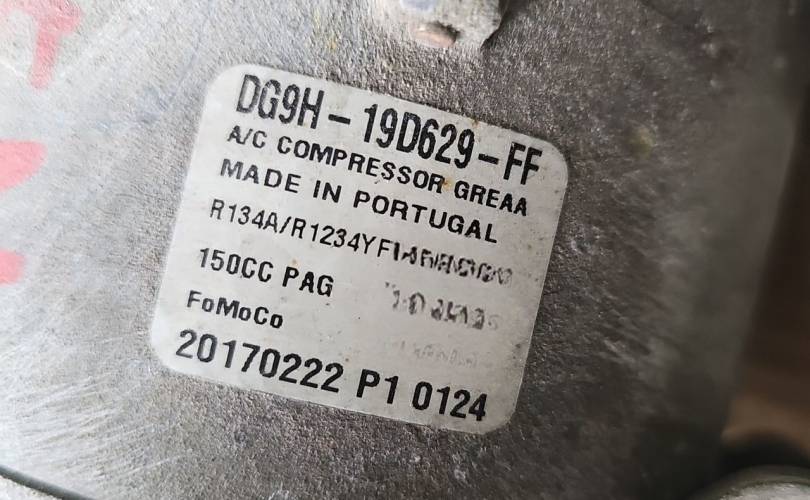 DG9H-19D629-FF
A/C COMPRESSOR GREAA
MADE IN PORTUGAL
R134A/R1234YF
150CC PAG
FoMoCo
20170222 P1 0124